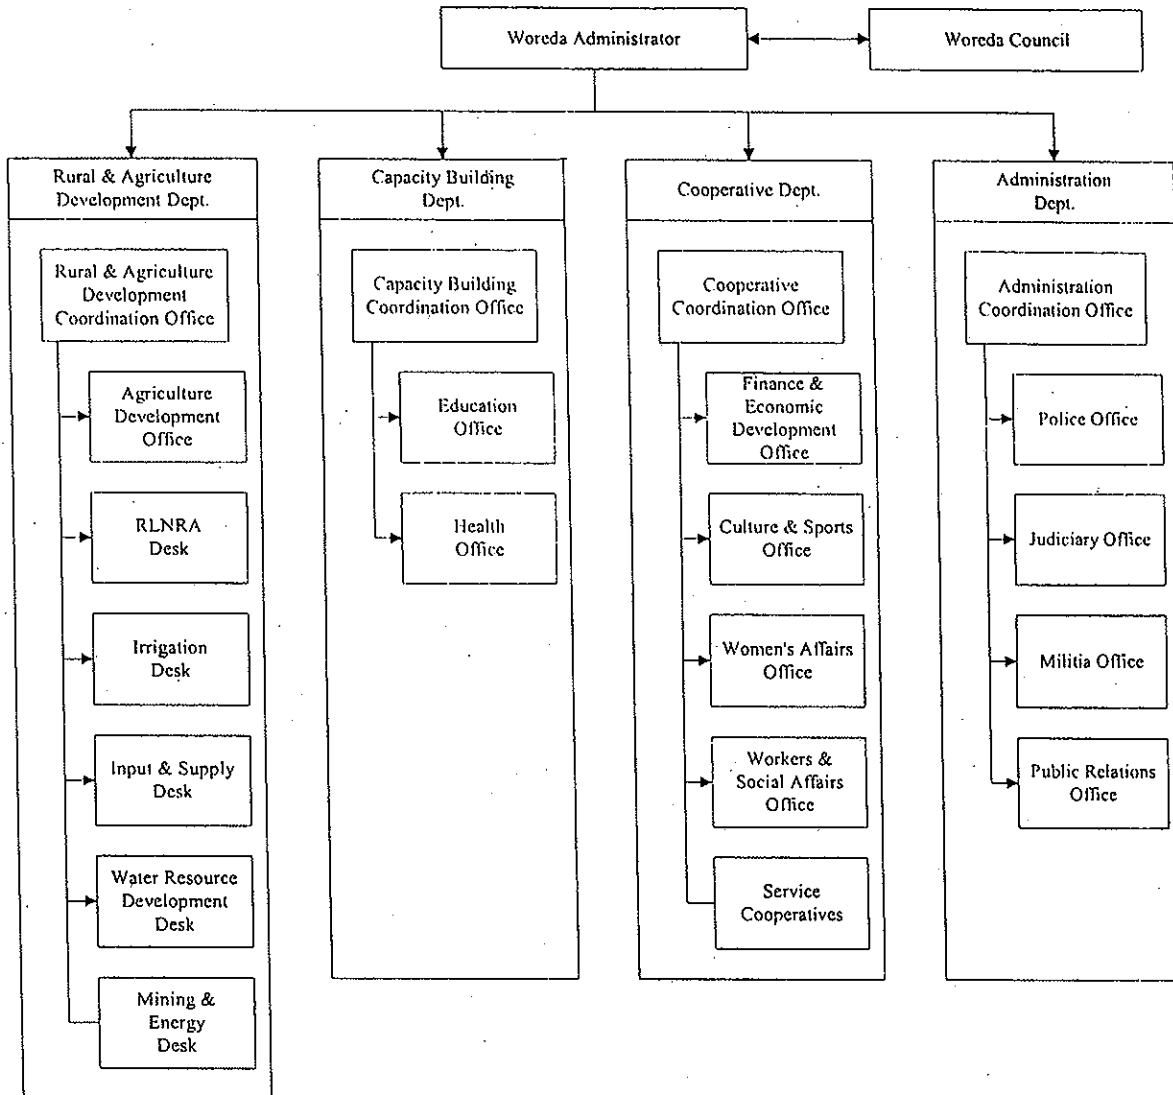 Woreda Administrator
Woreda Council
Rural & Agriculture
Development Dept.
Capacity Building
Dept.
Cooperative Dept.
Administration
Dept.
Rural & Agriculture
Development
Coordination Office
Capacity Building
Coordination Office
Cooperative
Coordination Office
Administration
Coordination Office
Agriculture
Development
Office
Education
Office
Finance &
Economic
Development
Office
Police Office
RLNRA
Desk
Health
Office
Culture & Sports
Office
Judiciary Office
Irrigation
Desk
Women's Affairs
Office
Militia Office
Input & Supply
Desk
Workers &
Social Affairs
Office
Public Relations
Office
Water Resource
Development
Desk
Service
Cooperatives
Mining &
Energy
Desk